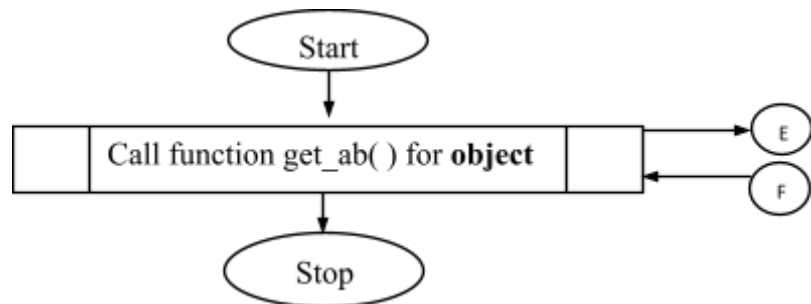 Start
Call function get_ab( ) for object
E
F
Stop